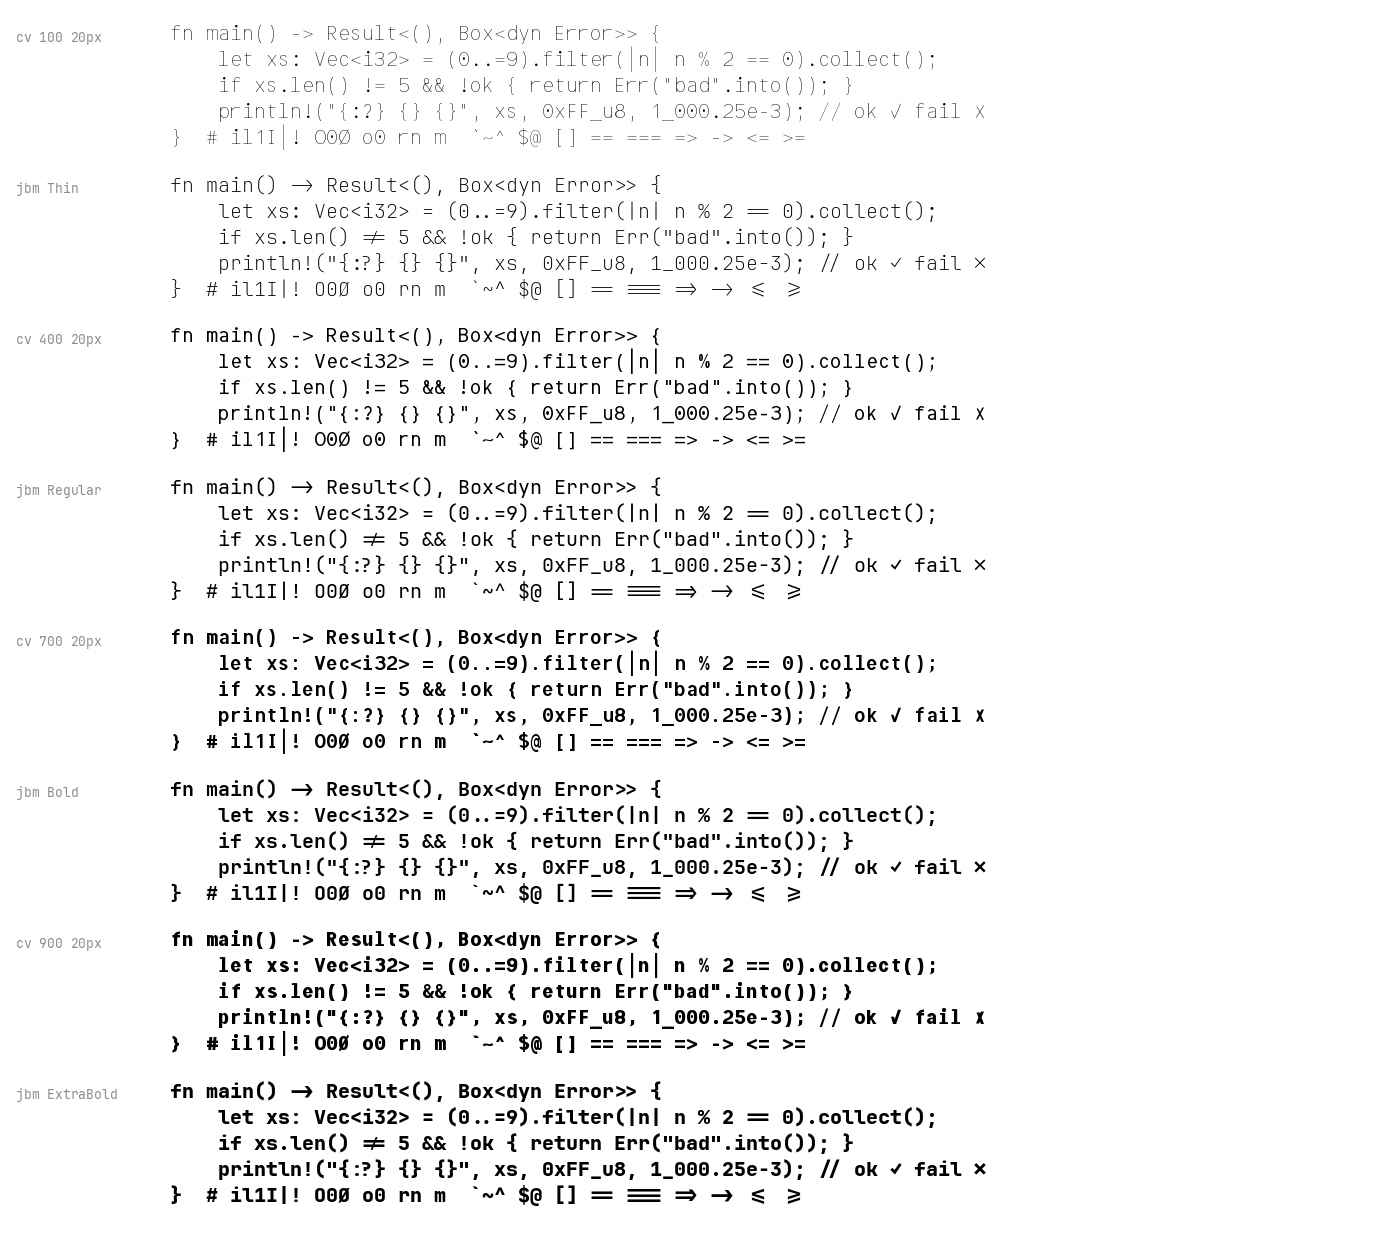 cv 100 20px fn main() -> Result<(), Box<dyn Error>> {
    let xs: Vec<i32> = (0..=9).filter(|n| n % 2 == 0).collect();
    if xs.len() != 5 && !ok { return Err("bad".into()); }
    println!("{:?} {} {}", xs, 0xFF_u8, 1_000.25e-3); // ok ✓ fail ✗
}  # il1I|! O0Ø o0 rn m  `~^ $@ [] == === => -> <= >=
jbm Thin fn main() -> Result<(), Box<dyn Error>> {
    let xs: Vec<i32> = (0..=9).filter(|n| n % 2 == 0).collect();
    if xs.len() != 5 && !ok { return Err("bad".into()); }
    println!("{:?} {} {}", xs, 0xFF_u8, 1_000.25e-3); // ok ✓ fail ✗
}  # il1I|! O0Ø o0 rn m  `~^ $@ [] == === => -> <= >=
cv 400 20px fn main() -> Result<(), Box<dyn Error>> {
    let xs: Vec<i32> = (0..=9).filter(|n| n % 2 == 0).collect();
    if xs.len() != 5 && !ok { return Err("bad".into()); }
    println!("{:?} {} {}", xs, 0xFF_u8, 1_000.25e-3); // ok ✓ fail ✗
}  # il1I|! O0Ø o0 rn m  `~^ $@ [] == === => -> <= >=
jbm Regular fn main() -> Result<(), Box<dyn Error>> {
    let xs: Vec<i32> = (0..=9).filter(|n| n % 2 == 0).collect();
    if xs.len() != 5 && !ok { return Err("bad".into()); }
    println!("{:?} {} {}", xs, 0xFF_u8, 1_000.25e-3); // ok ✓ fail ✗
}  # il1I|! O0Ø o0 rn m  `~^ $@ [] == === => -> <= >=
cv 700 20px fn main() -> Result<(), Box<dyn Error>> {
    let xs: Vec<i32> = (0..=9).filter(|n| n % 2 == 0).collect();
    if xs.len() != 5 && !ok { return Err("bad".into()); }
    println!("{:?} {} {}", xs, 0xFF_u8, 1_000.25e-3); // ok ✓ fail ✗
}  # il1I|! O0Ø o0 rn m  `~^ $@ [] == === => -> <= >=
jbm Bold fn main() -> Result<(), Box<dyn Error>> {
    let xs: Vec<i32> = (0..=9).filter(|n| n % 2 == 0).collect();
    if xs.len() != 5 && !ok { return Err("bad".into()); }
    println!("{:?} {} {}", xs, 0xFF_u8, 1_000.25e-3); // ok ✓ fail ✗
}  # il1I|! O0Ø o0 rn m  `~^ $@ [] == === => -> <= >=
cv 900 20px fn main() -> Result<(), Box<dyn Error>> {
    let xs: Vec<i32> = (0..=9).filter(|n| n % 2 == 0).collect();
    if xs.len() != 5 && !ok { return Err("bad".into()); }
    println!("{:?} {} {}", xs, 0xFF_u8, 1_000.25e-3); // ok ✓ fail ✗
}  # il1I|! O0Ø o0 rn m  `~^ $@ [] == === => -> <= >=
jbm ExtraBold fn main() -> Result<(), Box<dyn Error>> {
    let xs: Vec<i32> = (0..=9).filter(|n| n % 2 == 0).collect();
    if xs.len() != 5 && !ok { return Err("bad".into()); }
    println!("{:?} {} {}", xs, 0xFF_u8, 1_000.25e-3); // ok ✓ fail ✗
}  # il1I|! O0Ø o0 rn m  `~^ $@ [] == === => -> <= >=